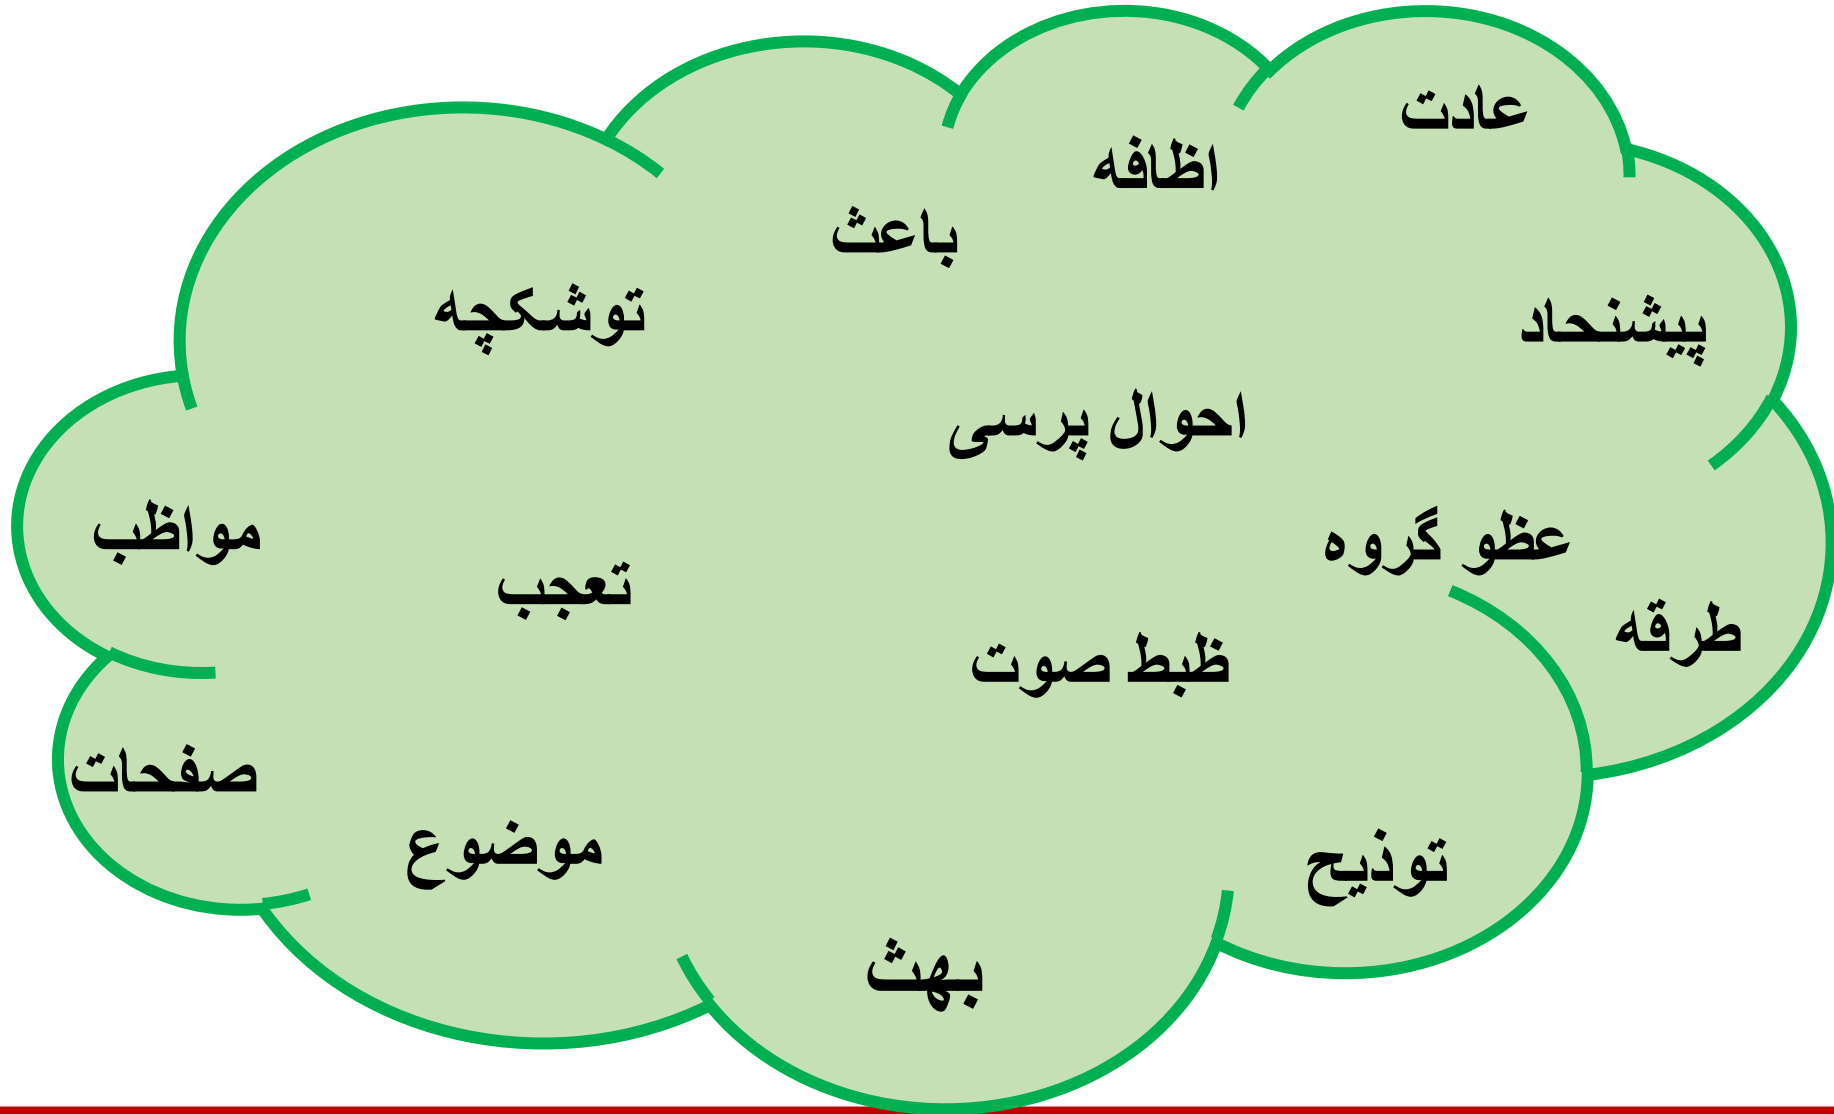 عادت
اظافه
باعث
توشکچه
پیشنحاد
احوال پرسی
مواظب
عظو گروه
تعجب
طرقه
ظبط صوت
صفحات
موضوع
توذیح
بهث